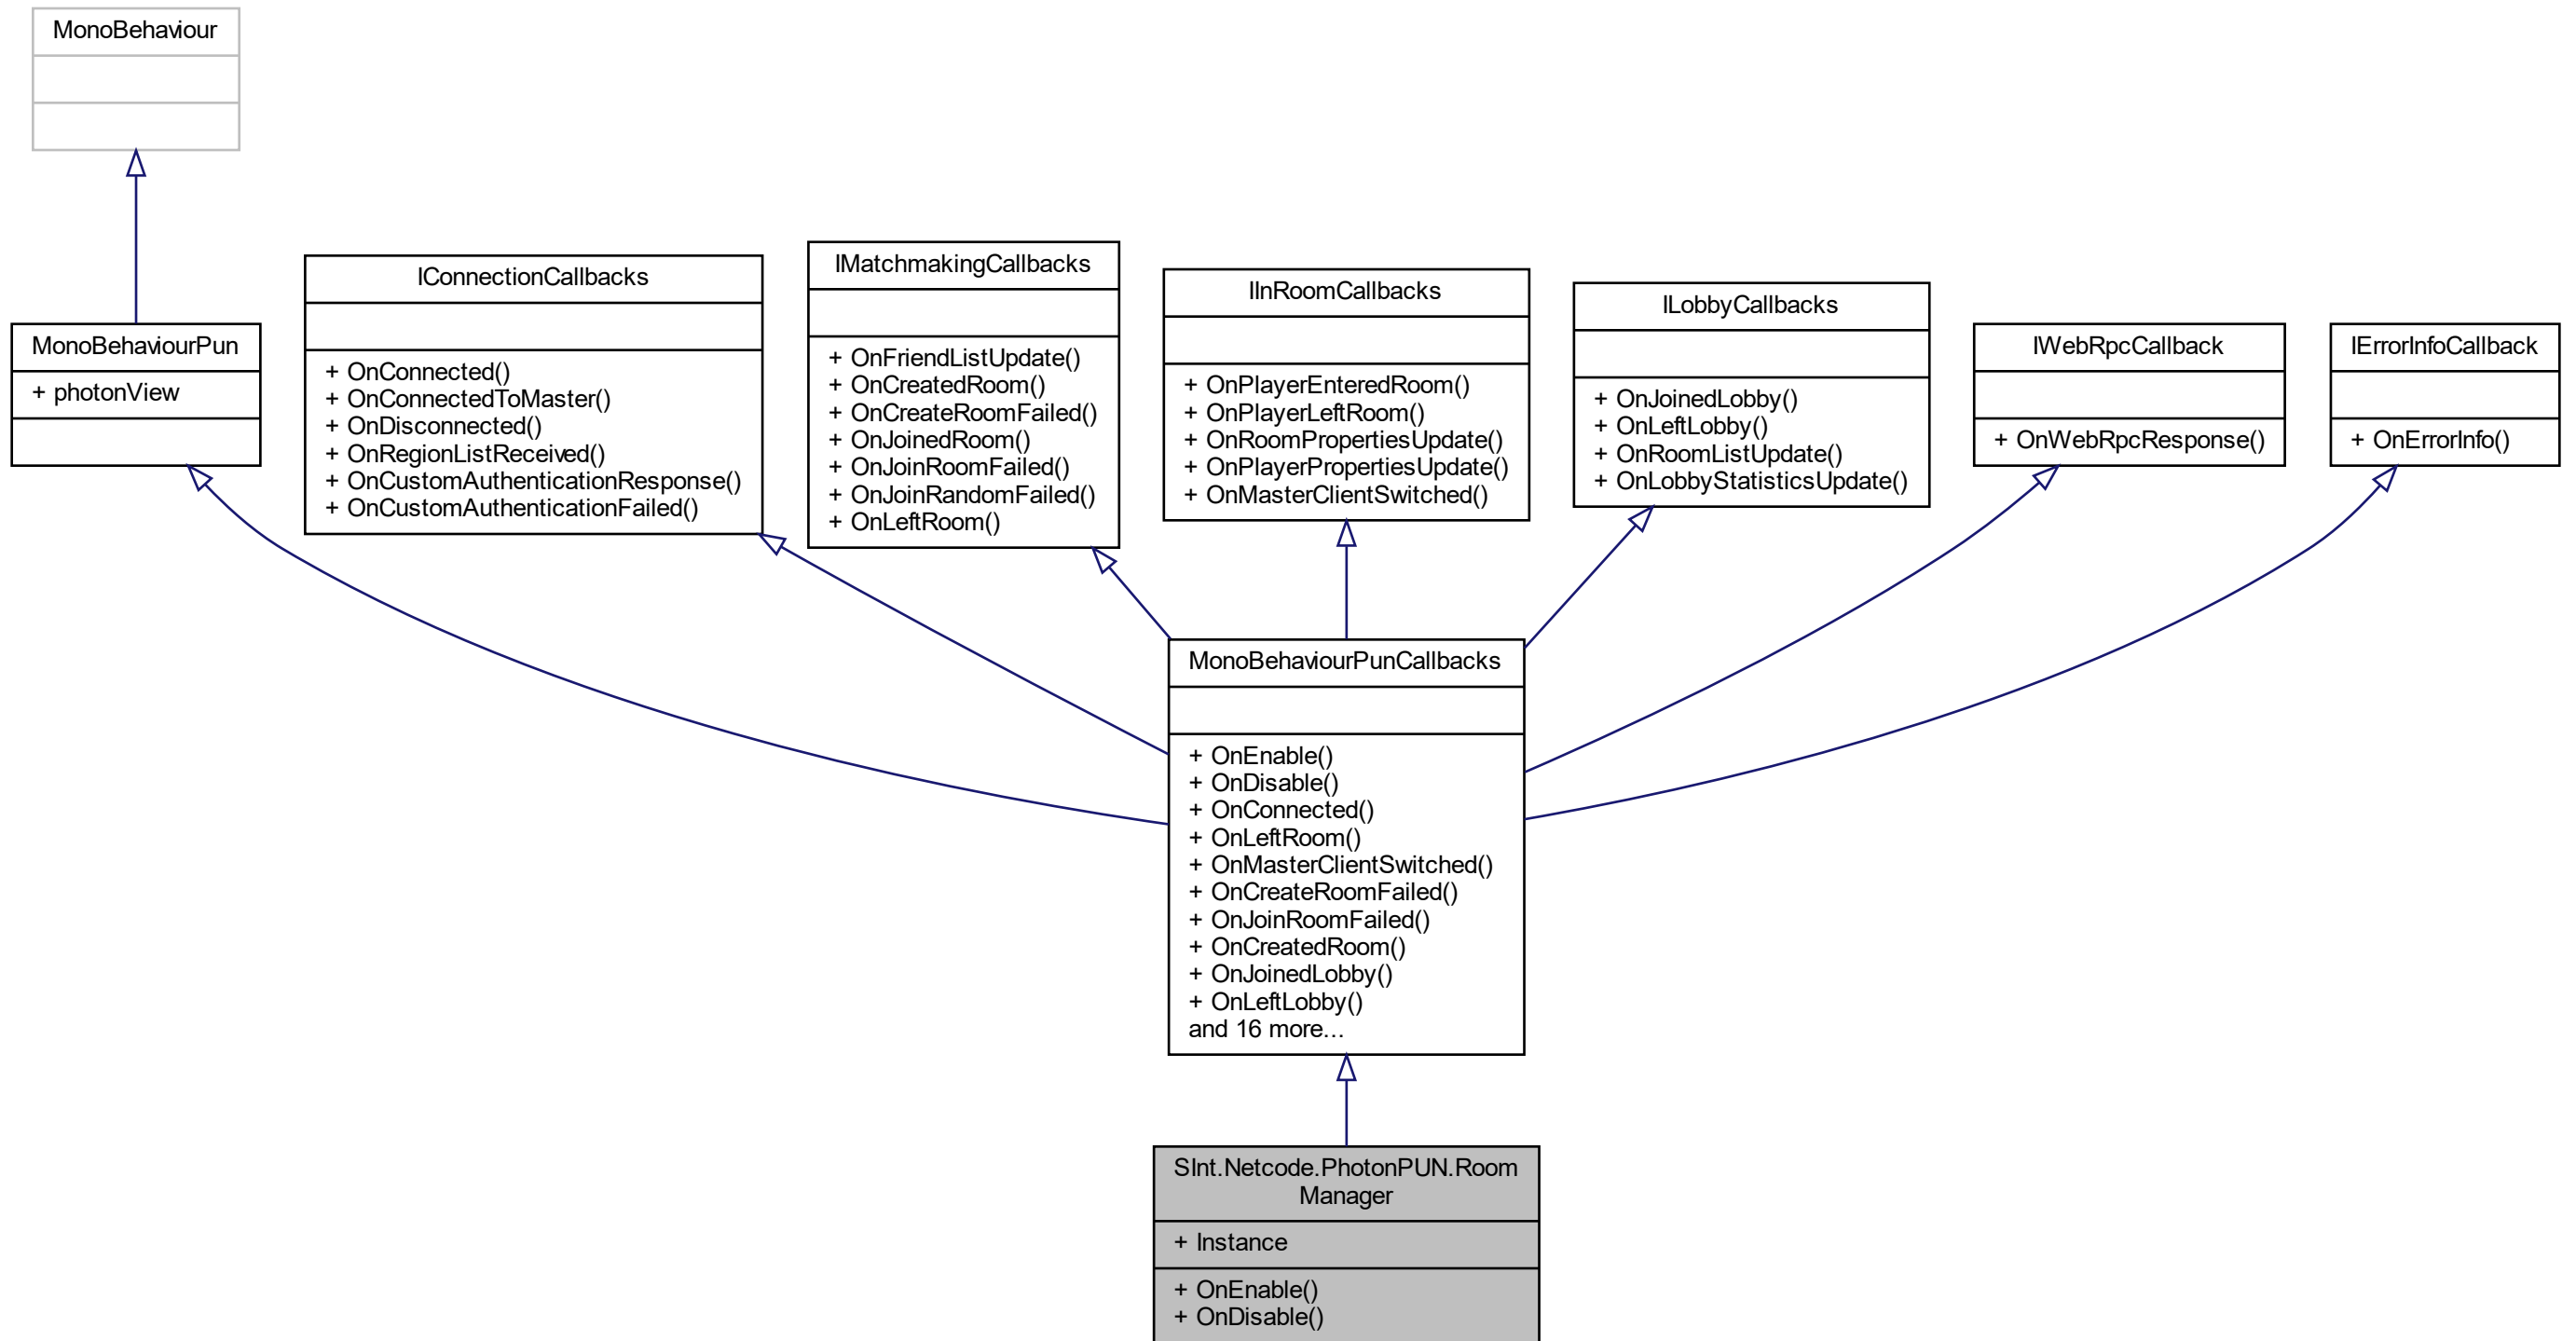 MonoBehaviour
MonoBehaviourPun
+ photonView
IConnectionCallbacks
+ OnConnected()
+ OnConnectedToMaster()
+ OnDisconnected()
+ OnRegionListReceived()
+ OnCustomAuthenticationResponse()
+ OnCustomAuthenticationFailed()
IMatchmakingCallbacks
+ OnFriendListUpdate()
+ OnCreatedRoom()
+ OnCreateRoomFailed()
+ OnJoinedRoom()
+ OnJoinRoomFailed()
+ OnJoinRandomFailed()
+ OnLeftRoom()
IInRoomCallbacks
+ OnPlayerEnteredRoom()
+ OnPlayerLeftRoom()
+ OnRoomPropertiesUpdate()
+ OnPlayerPropertiesUpdate()
+ OnMasterClientSwitched()
ILobbyCallbacks
+ OnJoinedLobby()
+ OnLeftLobby()
+ OnRoomListUpdate()
+ OnLobbyStatisticsUpdate()
IWebRpcCallback
+ OnWebRpcResponse()
IErrorInfoCallback
+ OnErrorInfo()
MonoBehaviourPunCallbacks
+ OnEnable()
+ OnDisable()
+ OnConnected()
+ OnLeftRoom()
+ OnMasterClientSwitched()
+ OnCreateRoomFailed()
+ OnJoinRoomFailed()
+ OnCreatedRoom()
+ OnJoinedLobby()
+ OnLeftLobby()
and 16 more...
SInt.Netcode.PhotonPUN.Room
Manager
+ Instance
+ OnEnable()
+ OnDisable()